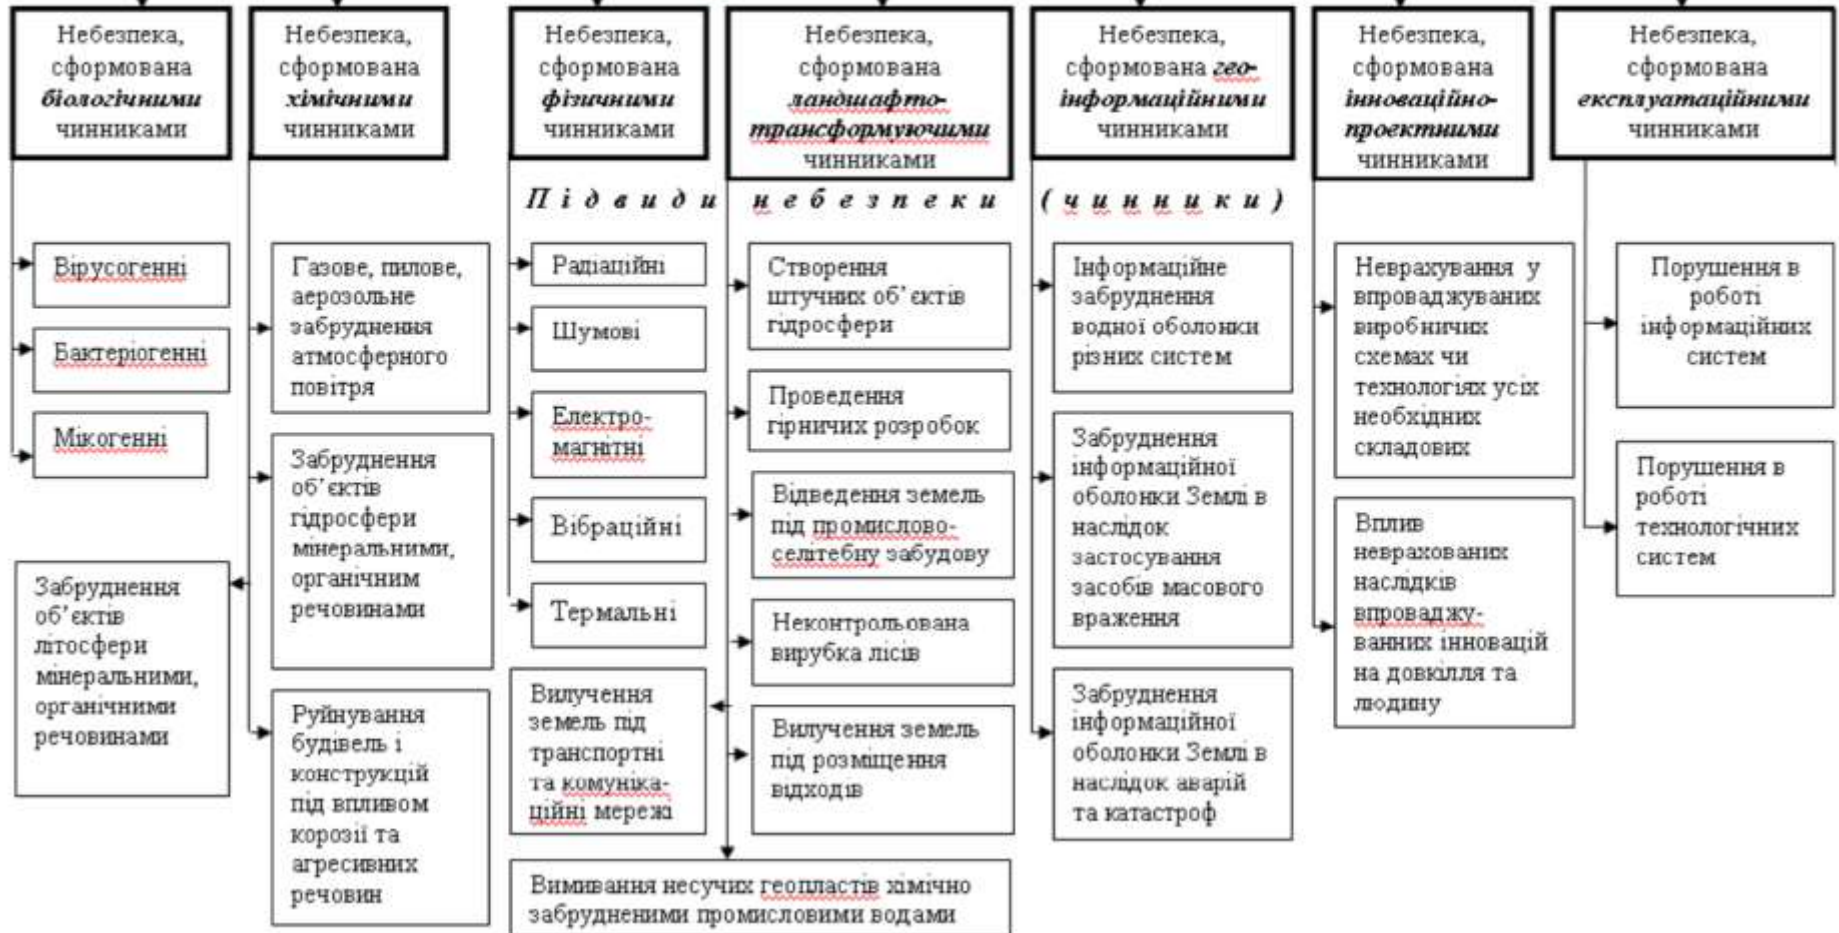 Небезпека,
сформована
біологічними
чинниками
Небезпека,
сформована
хімічними
чинниками
Небезпека,
сформована
фізичними
чинниками
Небезпека,
сформована
ландшафто-
трансформуючими
чинниками
Небезпека,
сформована гео-
інформаційними
чинниками
Небезпека,
сформована
інноваційно-
проектними
чинниками
Небезпека,
сформована
експлуатаційними
чинниками
Підвиди небезпеки (чинники)
Вірусогенні
Бактеріогенні
Мікогенні
Забруднення
об’єктів
літосфери
мінеральними,
органічними
речовинами
Газове, пилове,
аерозольне
забруднення
атмосферного
повітря
Забруднення
об’єктів
гідросфери
мінеральними,
органічним
речовинами
Руйнування
будівель і
конструкцій
під впливом
корозії та
агресивних
речовин
Радіаційні
Шумові
Електро-
магнітні
Вібраційні
Термальні
Вилучення
земель під
транспортні
та комуніка-
ційні мережі
Створення
штучних об’єктів
гідросфери
Проведення
гірничих розробок
Відведення земель
під промислово-
селітебну забудову
Неконтрольована
вирубка лісів
Вилучення земель
під розміщення
відходів
Вимивання несучих геопластів хімічно
забрудненими промисловими водами
Інформаційне
забруднення
водної оболонки
різних систем
Забруднення
інформаційної
оболонки Землі в
наслідок
застосування
засобів масового
враження
Забруднення
інформаційної
оболонки Землі в
наслідок аварій
та катастроф
Неврахування у
впроваджуваних
виробничих
схемах чи
технологіях усіх
необхідних
складових
Вплив
неврахованих
наслідків
впроваджу-
ванних інновацій
на довкілля та
людину
Порушення в
роботі
інформаційних
систем
Порушення в
роботі
технологічних
систем